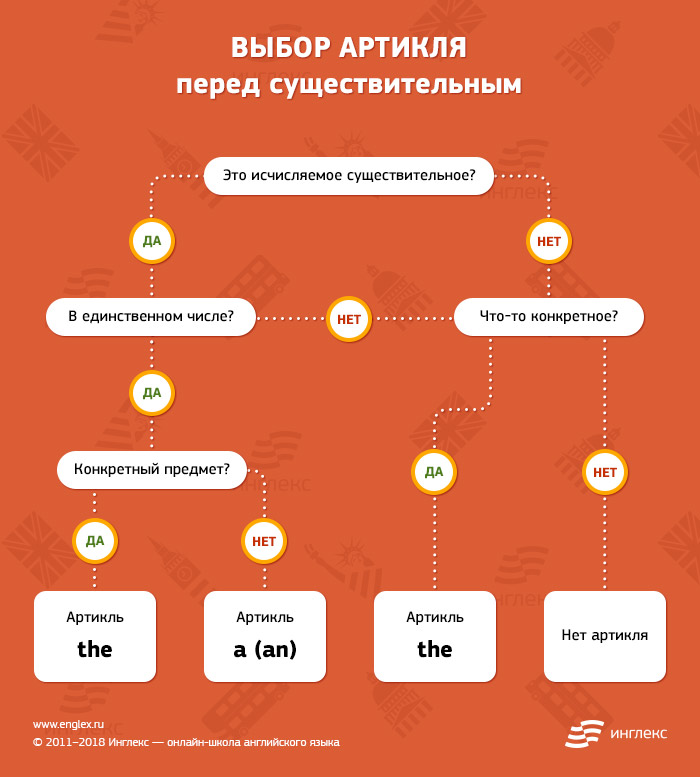 ВЫБОР АРТИКЛЯ
перед существительным
Это исчисляемое существительное?
ДА
НЕТ
В единственном числе?
НЕТ
Что-то конкретное?
ДА
Конкретный предмет?
ДА
НЕТ
ДА
НЕТ
Артикль
the
Артикль
a (an)
Артикль
the
Нет артикля
www.englex.ru
© 2011–2018 Инглекс — онлайн-школа английского языка
инглекс